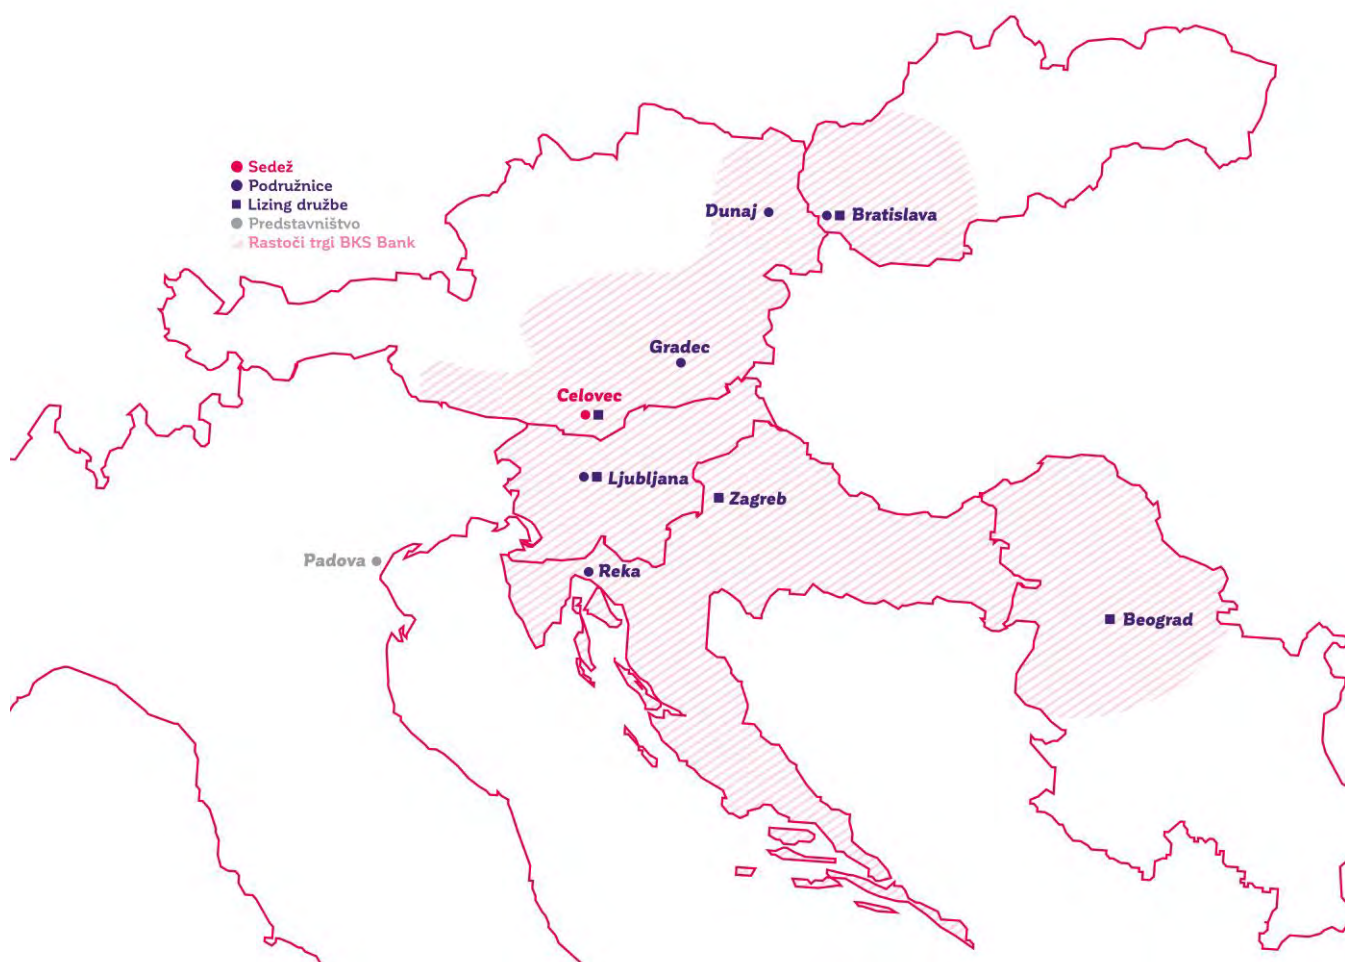 Sedež
Podružnice
Lizing družbe
Predstavništvo
Rastoči trgi BKS Bank
Dunaj
Bratislava
Gradec
Celovec
Ljubljana
Zagreb
Padova
Reka
Beograd